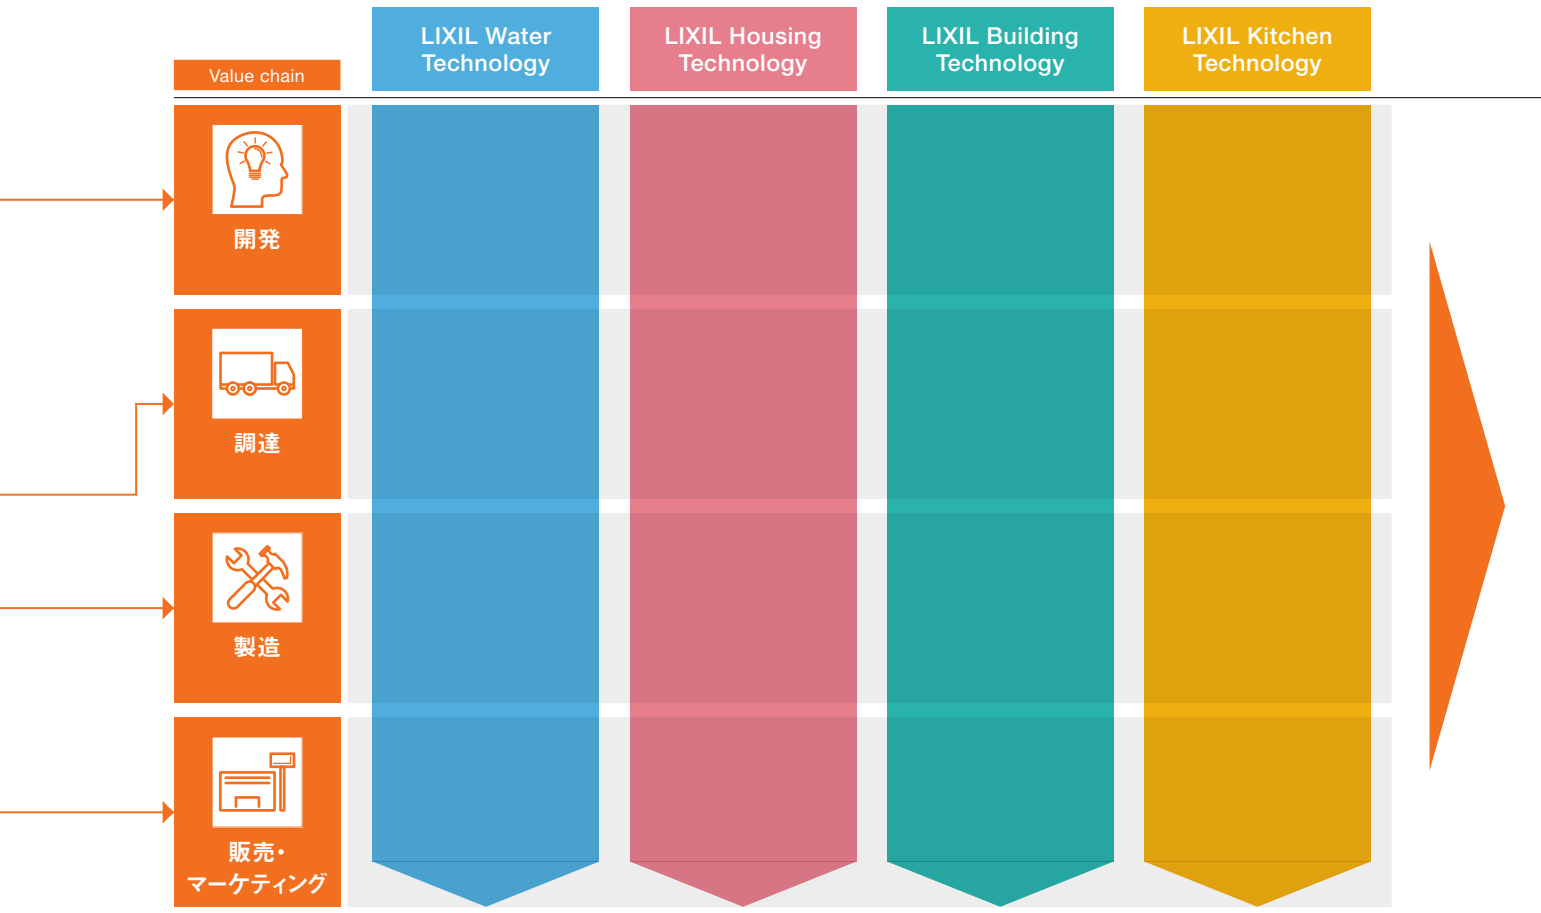 LIXIL Water
Technology
LIXIL Housing
Technology
LIXIL Building
Technology
LIXIL Kitchen
Technology
Value chain
開発
調達
製造
販売・
マーケティング